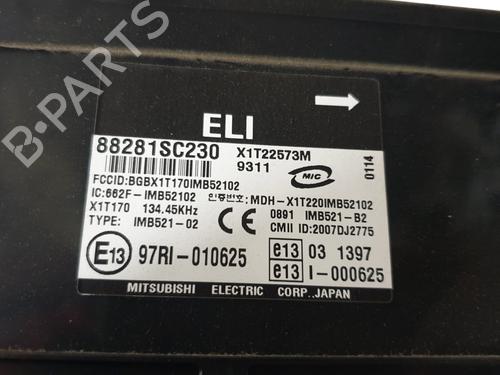 ELI
88281SC230 X1T22573M
9311 MIC 0114
FCCID:BGBX1T170IMB52102
IC:662F-IMB52102 인증번호:MDH-X1T220IMB52102
X1T170 134.45KHz CE 0891 IMB521-B2
TYPE: IMB521-02 CMII ID:2007DJ2775
E13 97RI-010625 e13 03 1397
e13 I-000625
MITSUBISHI ELECTRIC CORP.,JAPAN
B-PARTS